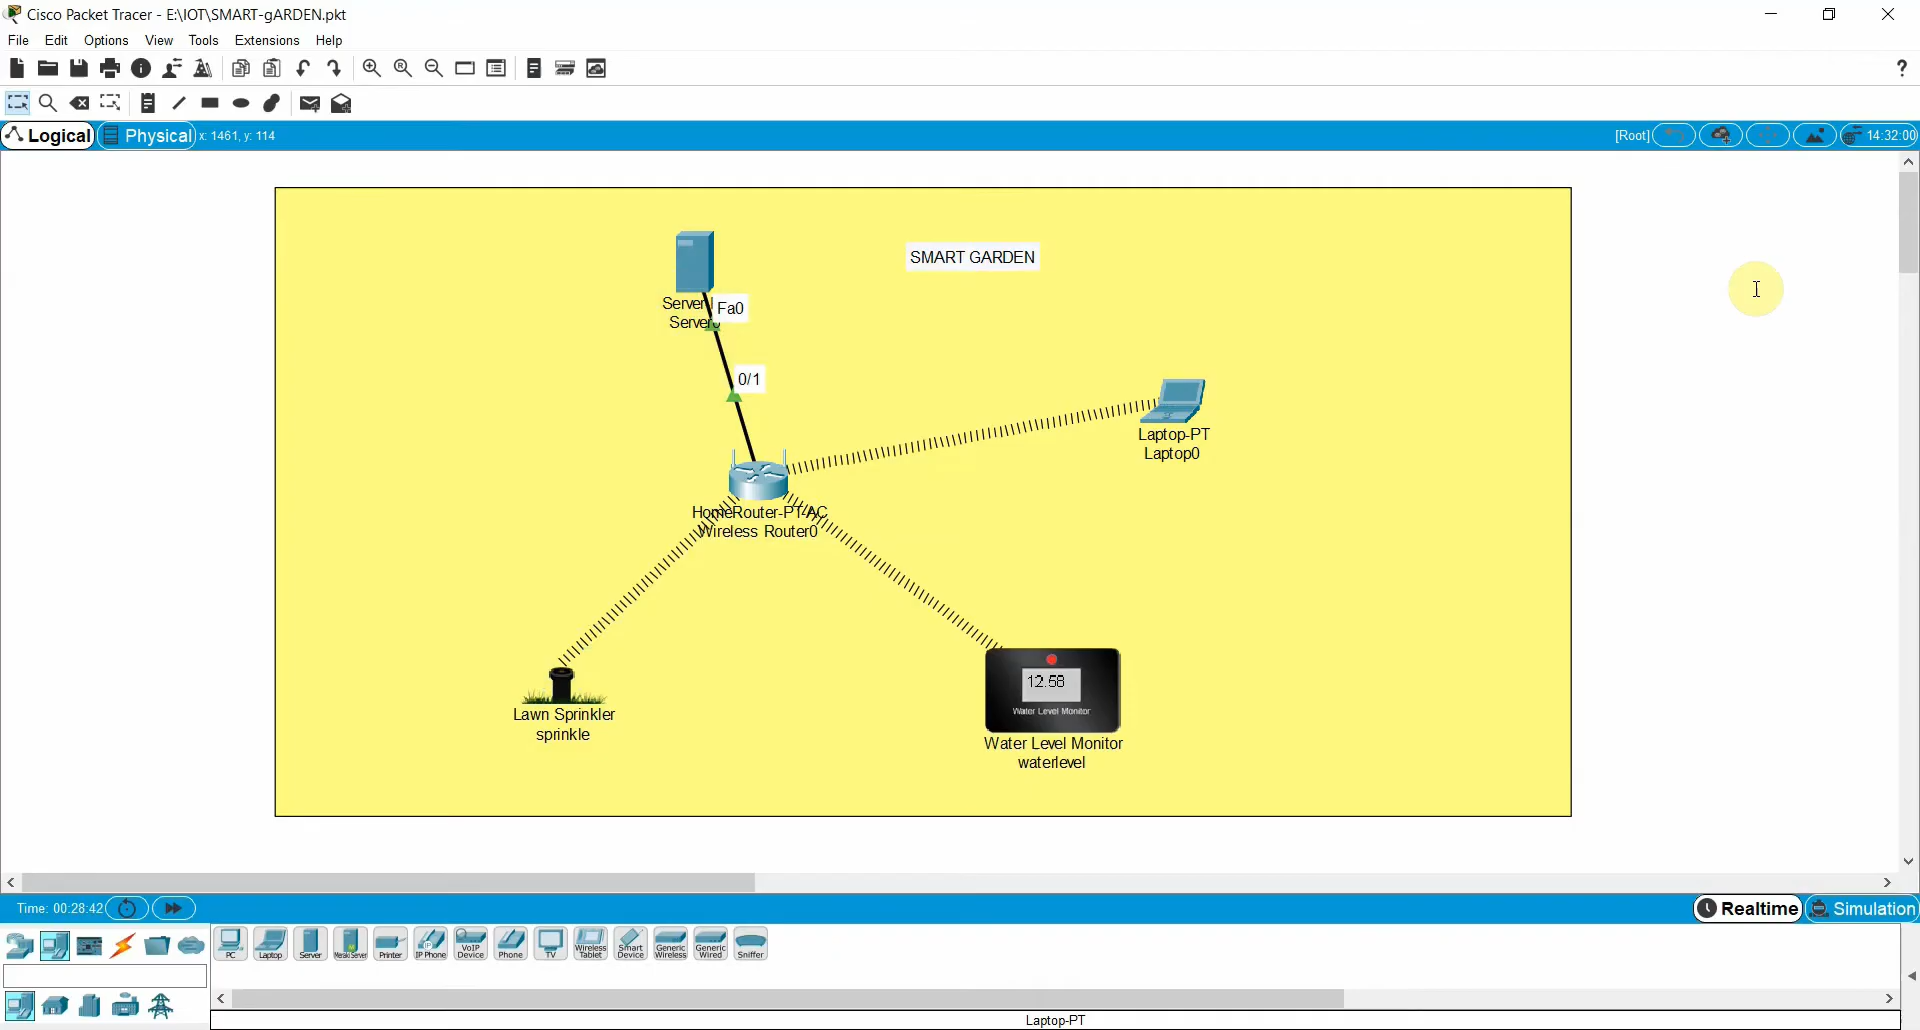 Cisco Packet Tracer - E:\IOT\SMART-gARDEN.pkt
File Edit Options View Tools Extensions Help
?
Logical Physical x: 1461, y: 114 [Root] 14:32:00
SMART GARDEN
Fa0
Server
0/1
Laptop-PT
Laptop0
HomeRouter-PT-AC
Wireless Router0
12.58
Water Level Monitor
Lawn Sprinkler
sprinkle
Water Level Monitor
waterlevel
Time: 00:28:42 Realtime Simulation
PC Laptop Server Meraki Server Printer IP Phone VoIP Device Phone TV Wireless Tablet Smart Device Generic Wireless Generic Wired Sniffer
Laptop-PT